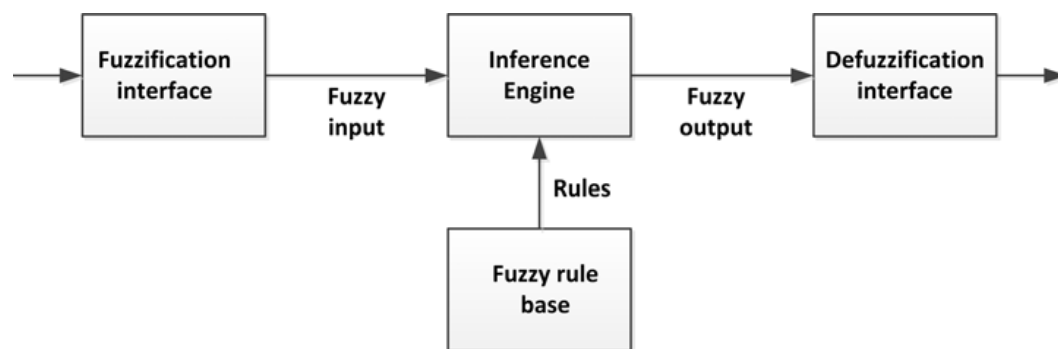 Fuzzification
interface
Fuzzy
input
Inference
Engine
Fuzzy
output
Defuzzification
interface
Rules
Fuzzy rule
base